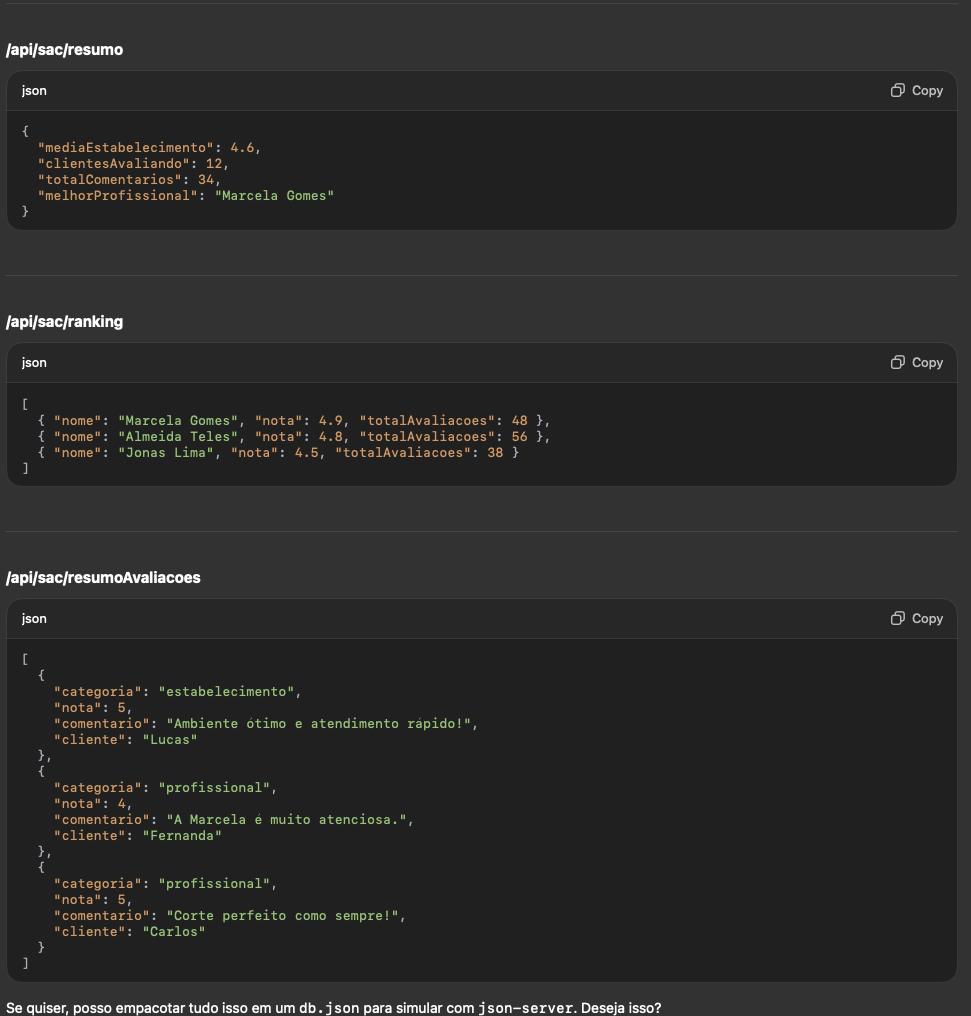 /api/sac/resumo
json Copy
{
  "mediaEstabelecimento": 4.6,
  "clientesAvaliando": 12,
  "totalComentarios": 34,
  "melhorProfissional": "Marcela Gomes"
}
/api/sac/ranking
json Copy
[
  { "nome": "Marcela Gomes", "nota": 4.9, "totalAvaliacoes": 48 },
  { "nome": "Almeida Teles", "nota": 4.8, "totalAvaliacoes": 56 },
  { "nome": "Jonas Lima", "nota": 4.5, "totalAvaliacoes": 38 }
]
/api/sac/resumoAvaliacoes
json Copy
[
  {
    "categoria": "estabelecimento",
    "nota": 5,
    "comentario": "Ambiente ótimo e atendimento rápido!",
    "cliente": "Lucas"
  },
  {
    "categoria": "profissional",
    "nota": 4,
    "comentario": "A Marcela é muito atenciosa.",
    "cliente": "Fernanda"
  },
  {
    "categoria": "profissional",
    "nota": 5,
    "comentario": "Corte perfeito como sempre!",
    "cliente": "Carlos"
  }
]
Se quiser, posso empacotar tudo isso em um db.json para simular com json-server. Deseja isso?